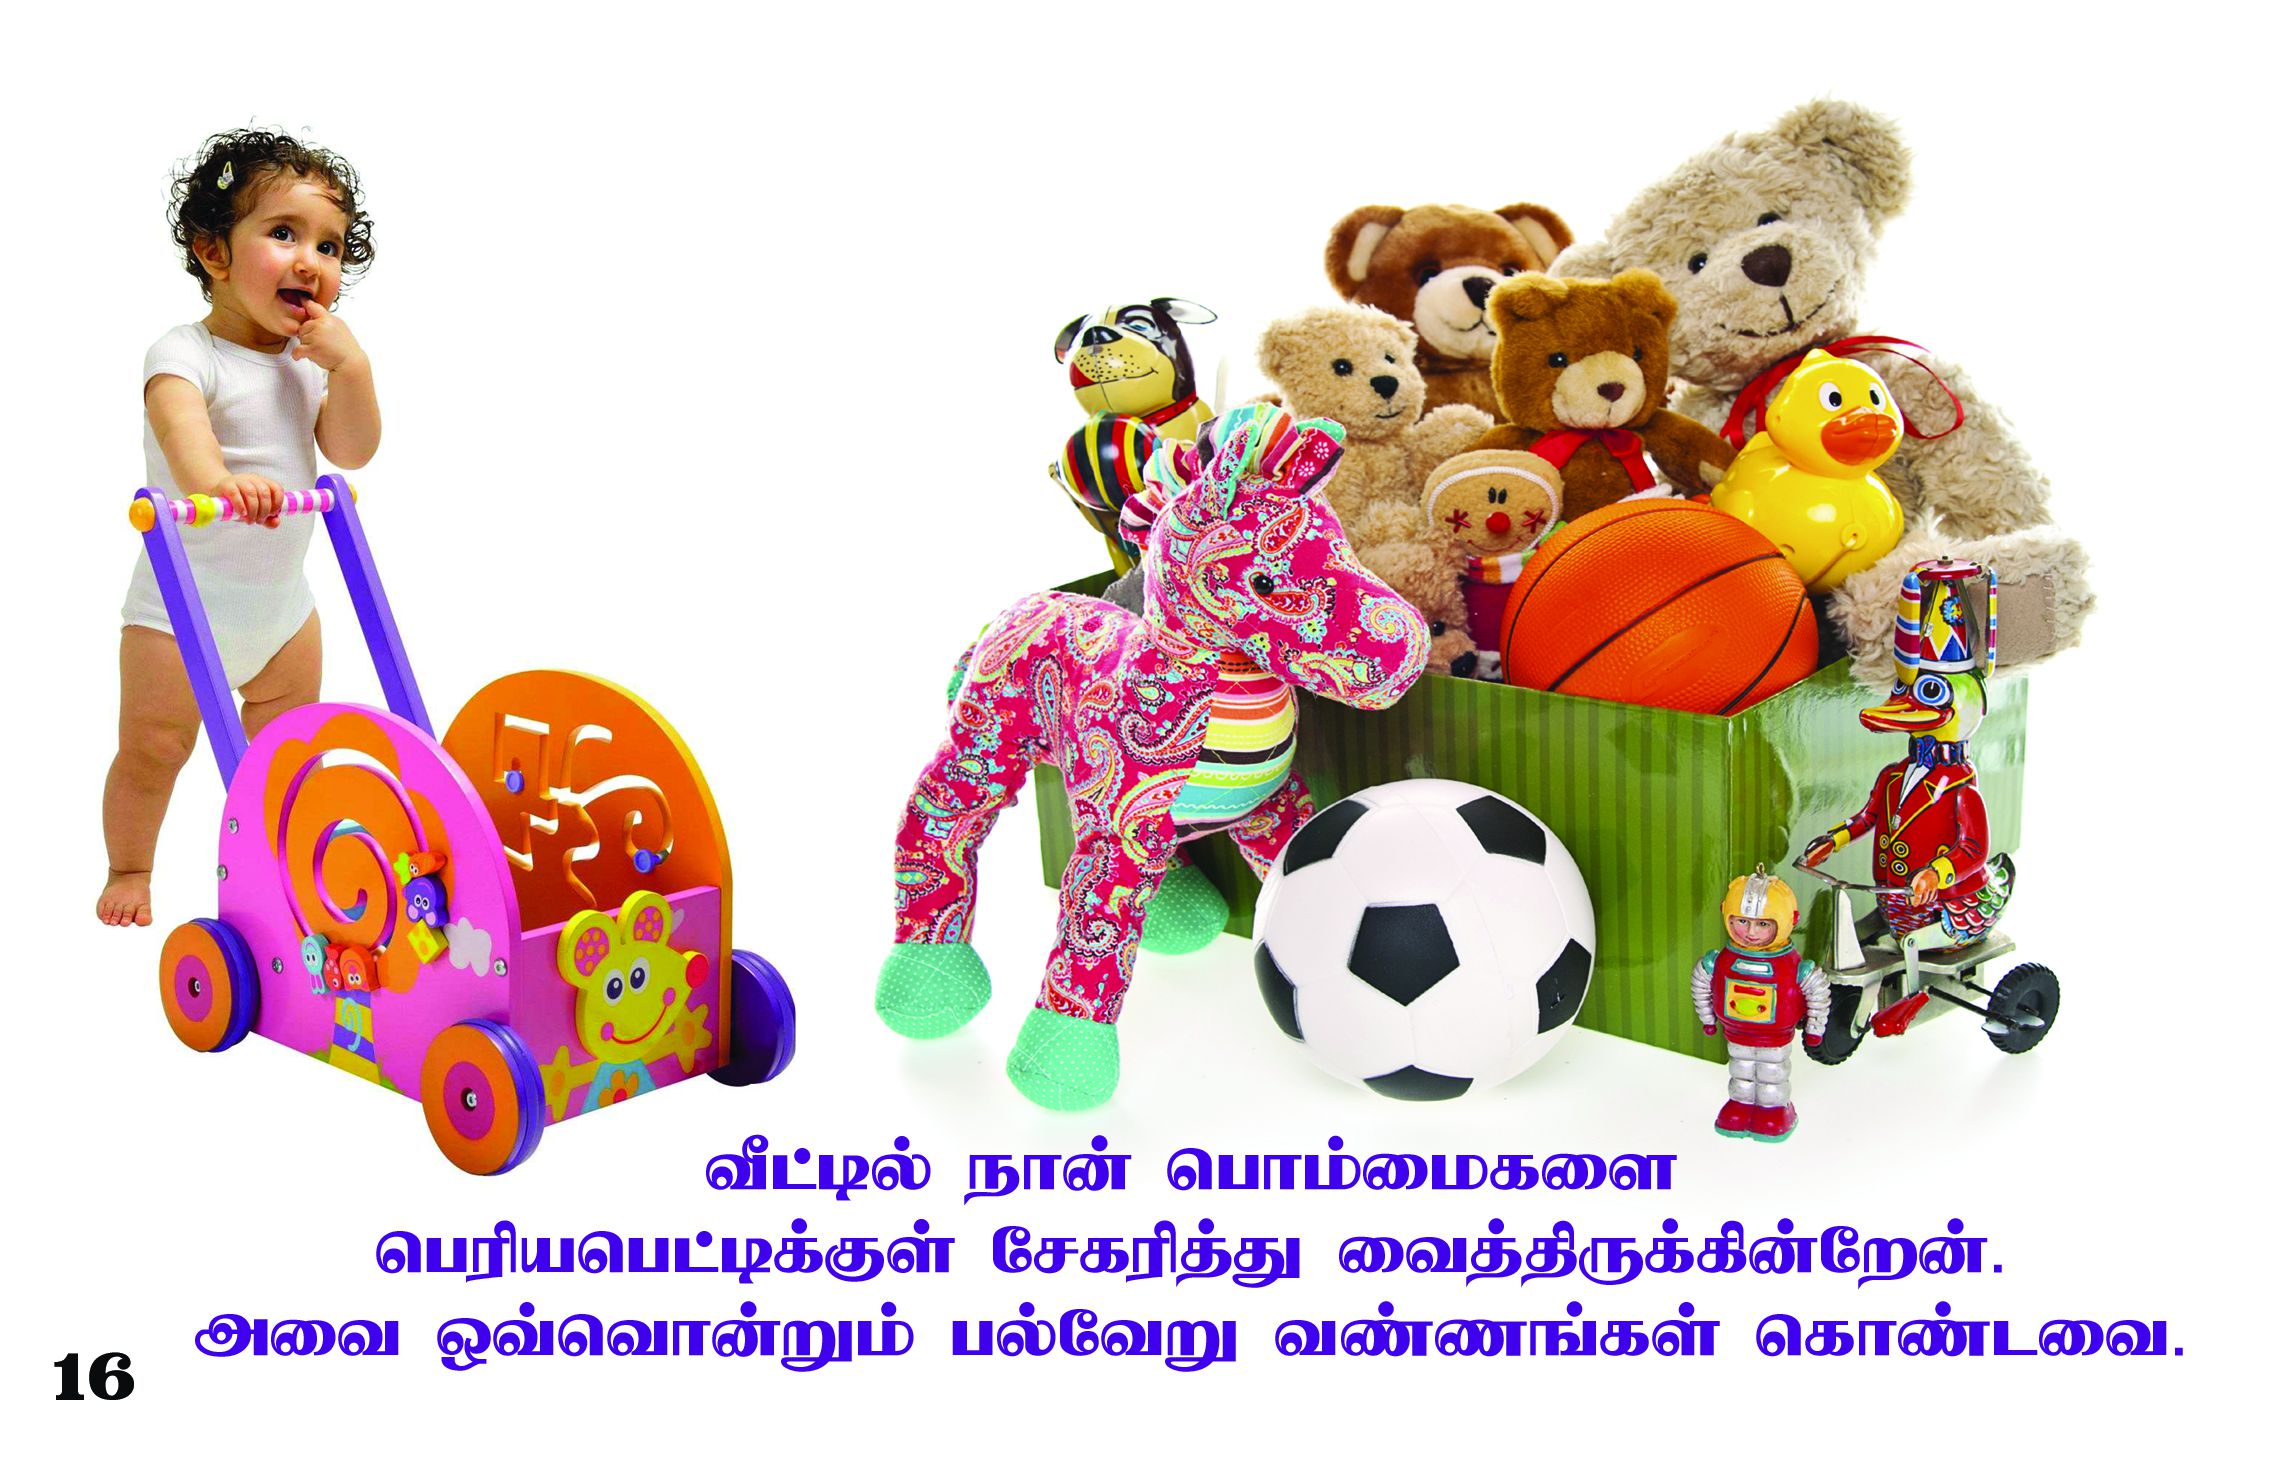 வீட்டில் நான் பொம்மைகளை
பெரியபெட்டிக்குள் சேகரித்து வைத்திருக்கின்றேன்.
அவை ஒவ்வொன்றும் பல்வேறு வண்ணங்கள் கொண்டவை.
16